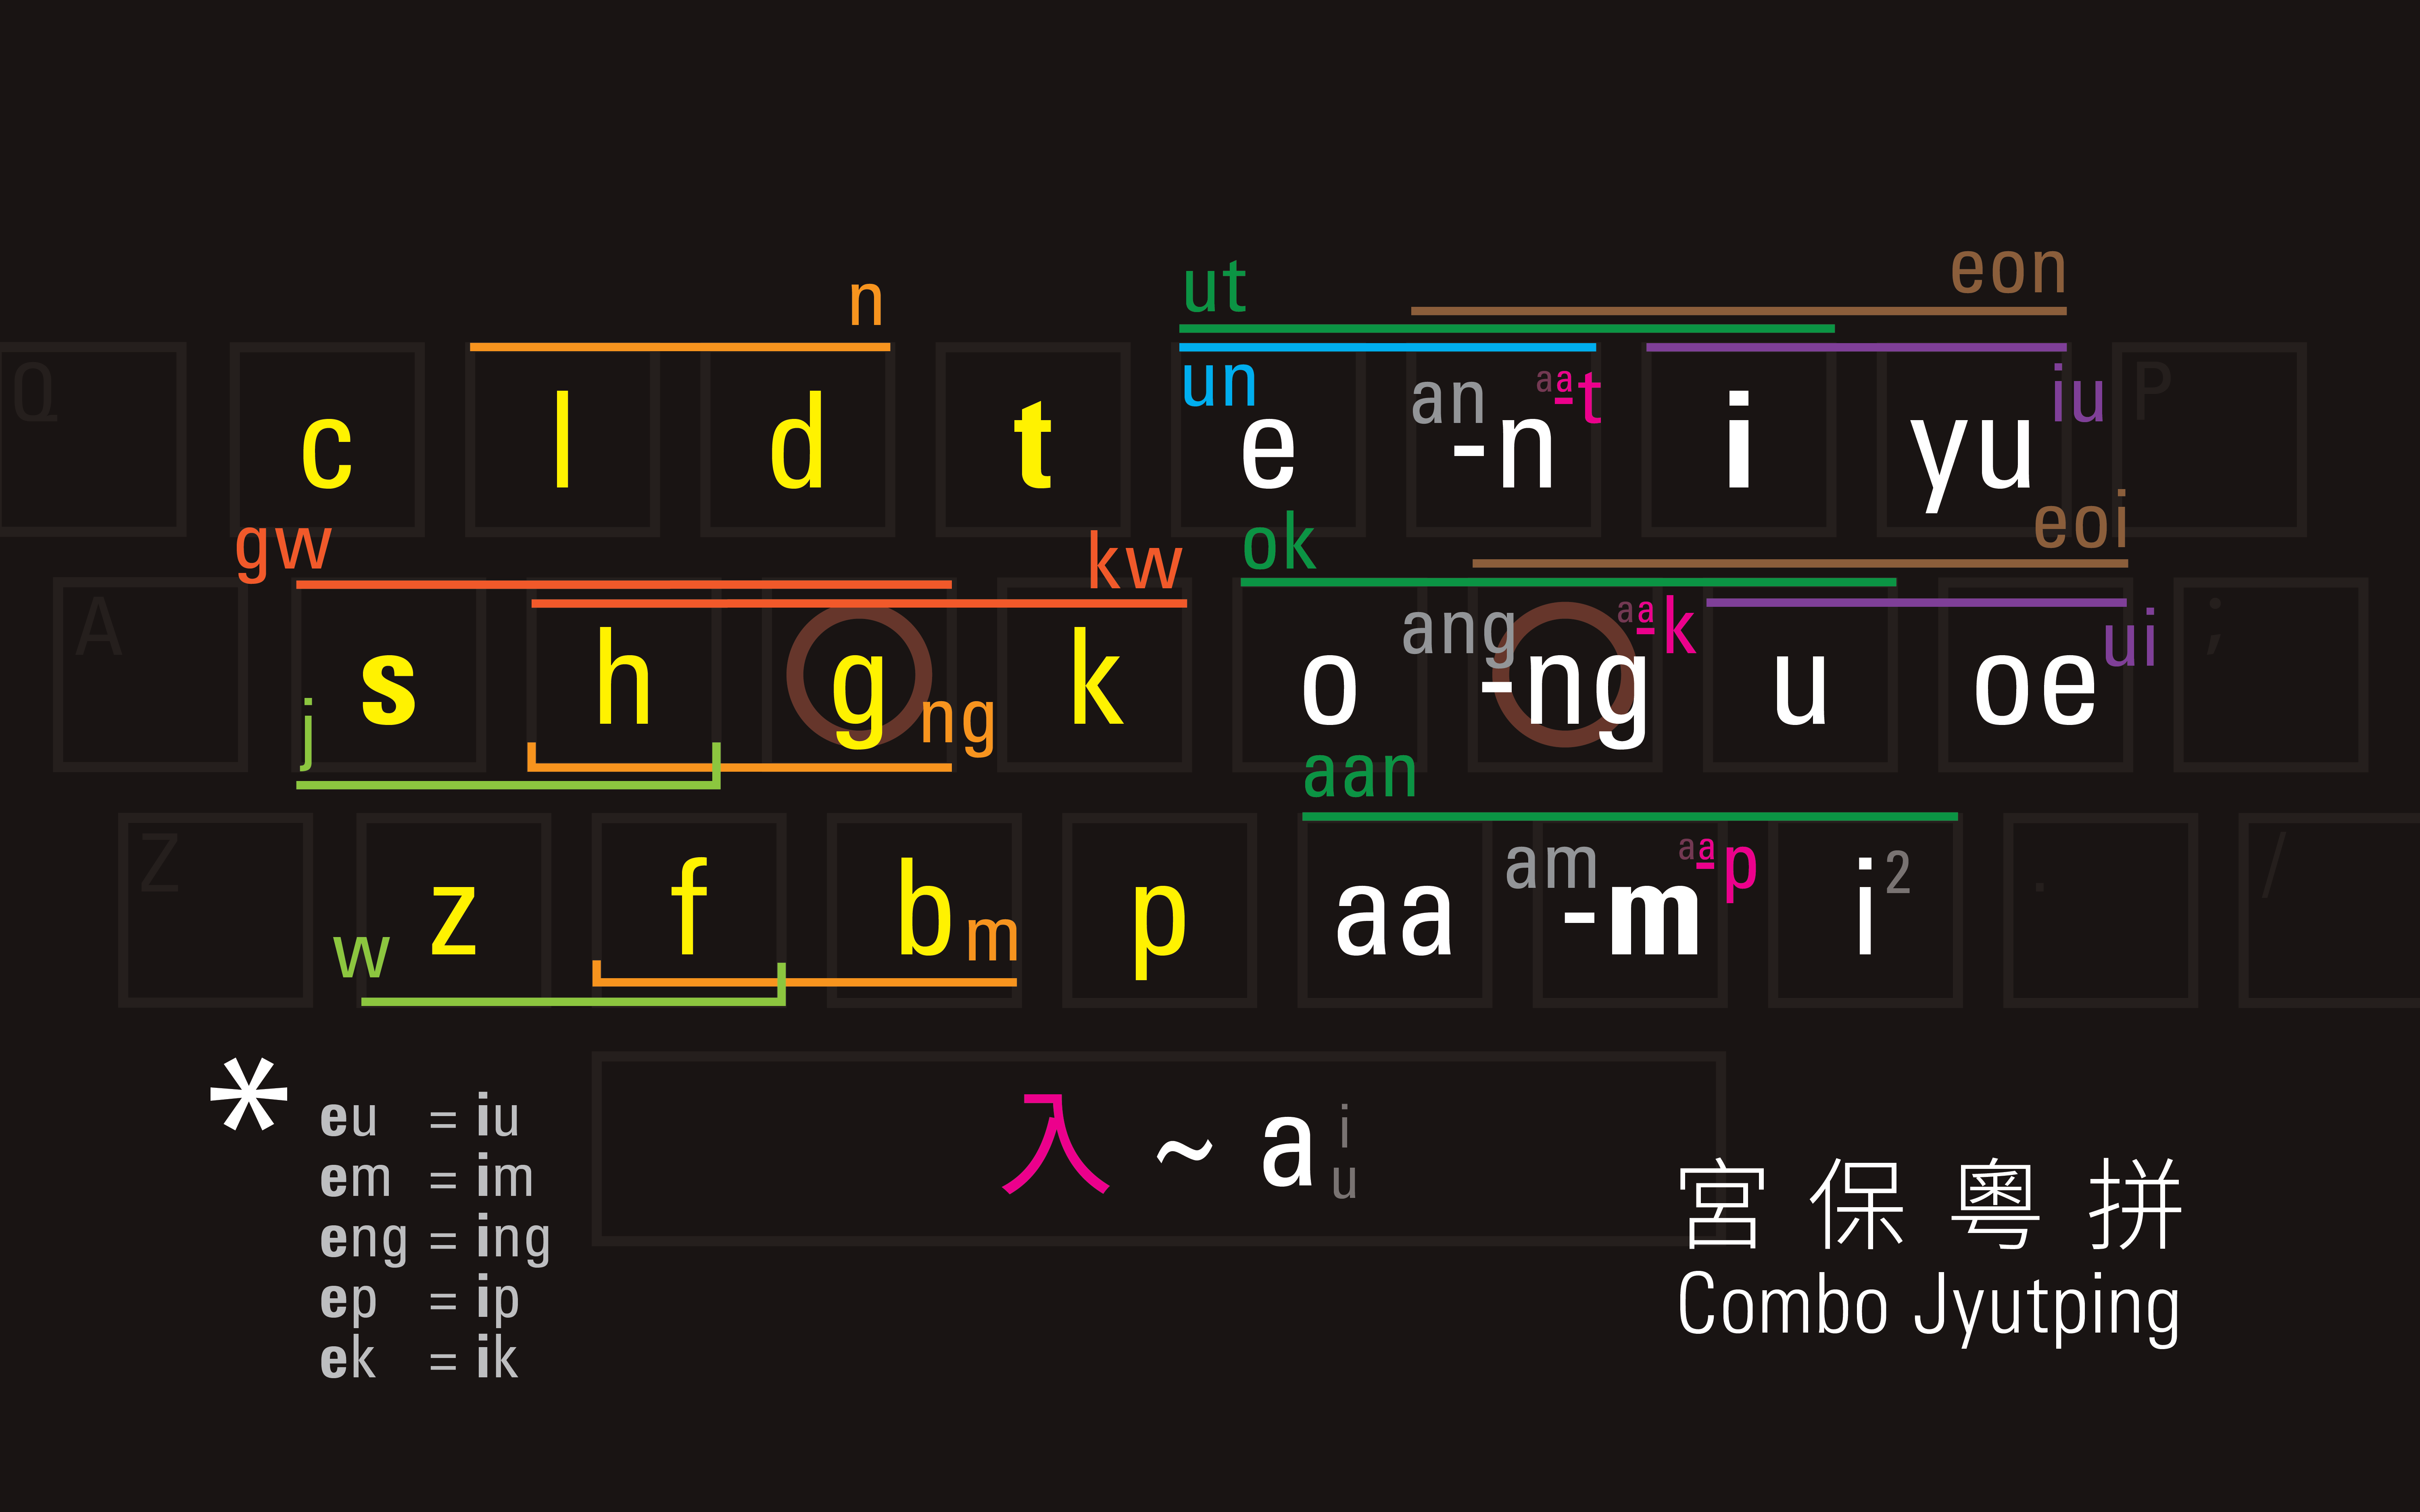 eon
ut
n
un an aa-t iu
Q c l d t e -n i yu P
gw kw ok eoi
ang aa-k ui
A s h g k o -ng u oe ;
j ng
aan
am aa-p
Z z f b p aa -m i2 . /
w m
* eu = iu
em = im
eng = ing
ep = ip
ek = ik
入 ~ a i u
宮保粵拼
Combo Jyutping